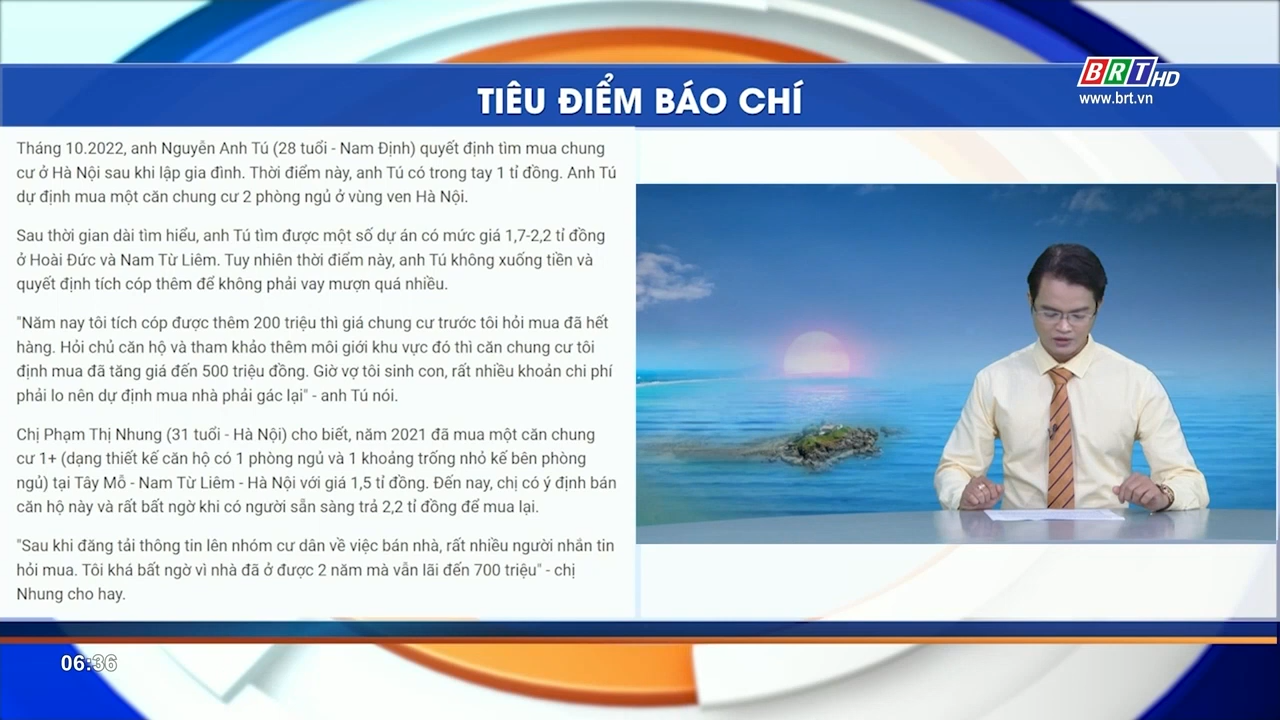 BRT HD
www.brt.vn
TIÊU ĐIỂM BÁO CHÍ
Tháng 10.2022, anh Nguyễn Anh Tú (28 tuổi - Nam Định) quyết định tìm mua chung
cư ở Hà Nội sau khi lập gia đình. Thời điểm này, anh Tú có trong tay 1 tỉ đồng. Anh Tú
dự định mua một căn chung cư 2 phòng ngủ ở vùng ven Hà Nội.
Sau thời gian dài tìm hiểu, anh Tú tìm được một số dự án có mức giá 1,7-2,2 tỉ đồng
ở Hoài Đức và Nam Từ Liêm. Tuy nhiên thời điểm này, anh Tú không xuống tiền và
quyết định tích cóp thêm để không phải vay mượn quá nhiều.
"Năm nay tôi tích cóp được thêm 200 triệu thì giá chung cư trước tôi hỏi mua đã hết
hàng. Hỏi chủ căn hộ và tham khảo thêm môi giới khu vực đó thì căn chung cư tôi
định mua đã tăng giá đến 500 triệu đồng. Giờ vợ tôi sinh con, rất nhiều khoản chi phí
phải lo nên dự định mua nhà phải gác lại" - anh Tú nói.
Chị Phạm Thị Nhung (31 tuổi - Hà Nội) cho biết, năm 2021 đã mua một căn chung
cư 1+ (dạng thiết kế căn hộ có 1 phòng ngủ và 1 khoảng trống nhỏ kế bên phòng
ngủ) tại Tây Mỗ - Nam Từ Liêm - Hà Nội với giá 1,5 tỉ đồng. Đến nay, chị có ý định bán
căn hộ này và rất bất ngờ khi có người sẵn sàng trả 2,2 tỉ đồng để mua lại.
"Sau khi đăng tải thông tin lên nhóm cư dân về việc bán nhà, rất nhiều người nhắn tin
hỏi mua. Tôi khá bất ngờ vì nhà đã ở được 2 năm mà vẫn lãi đến 700 triệu" - chị
Nhung cho hay.
06:36